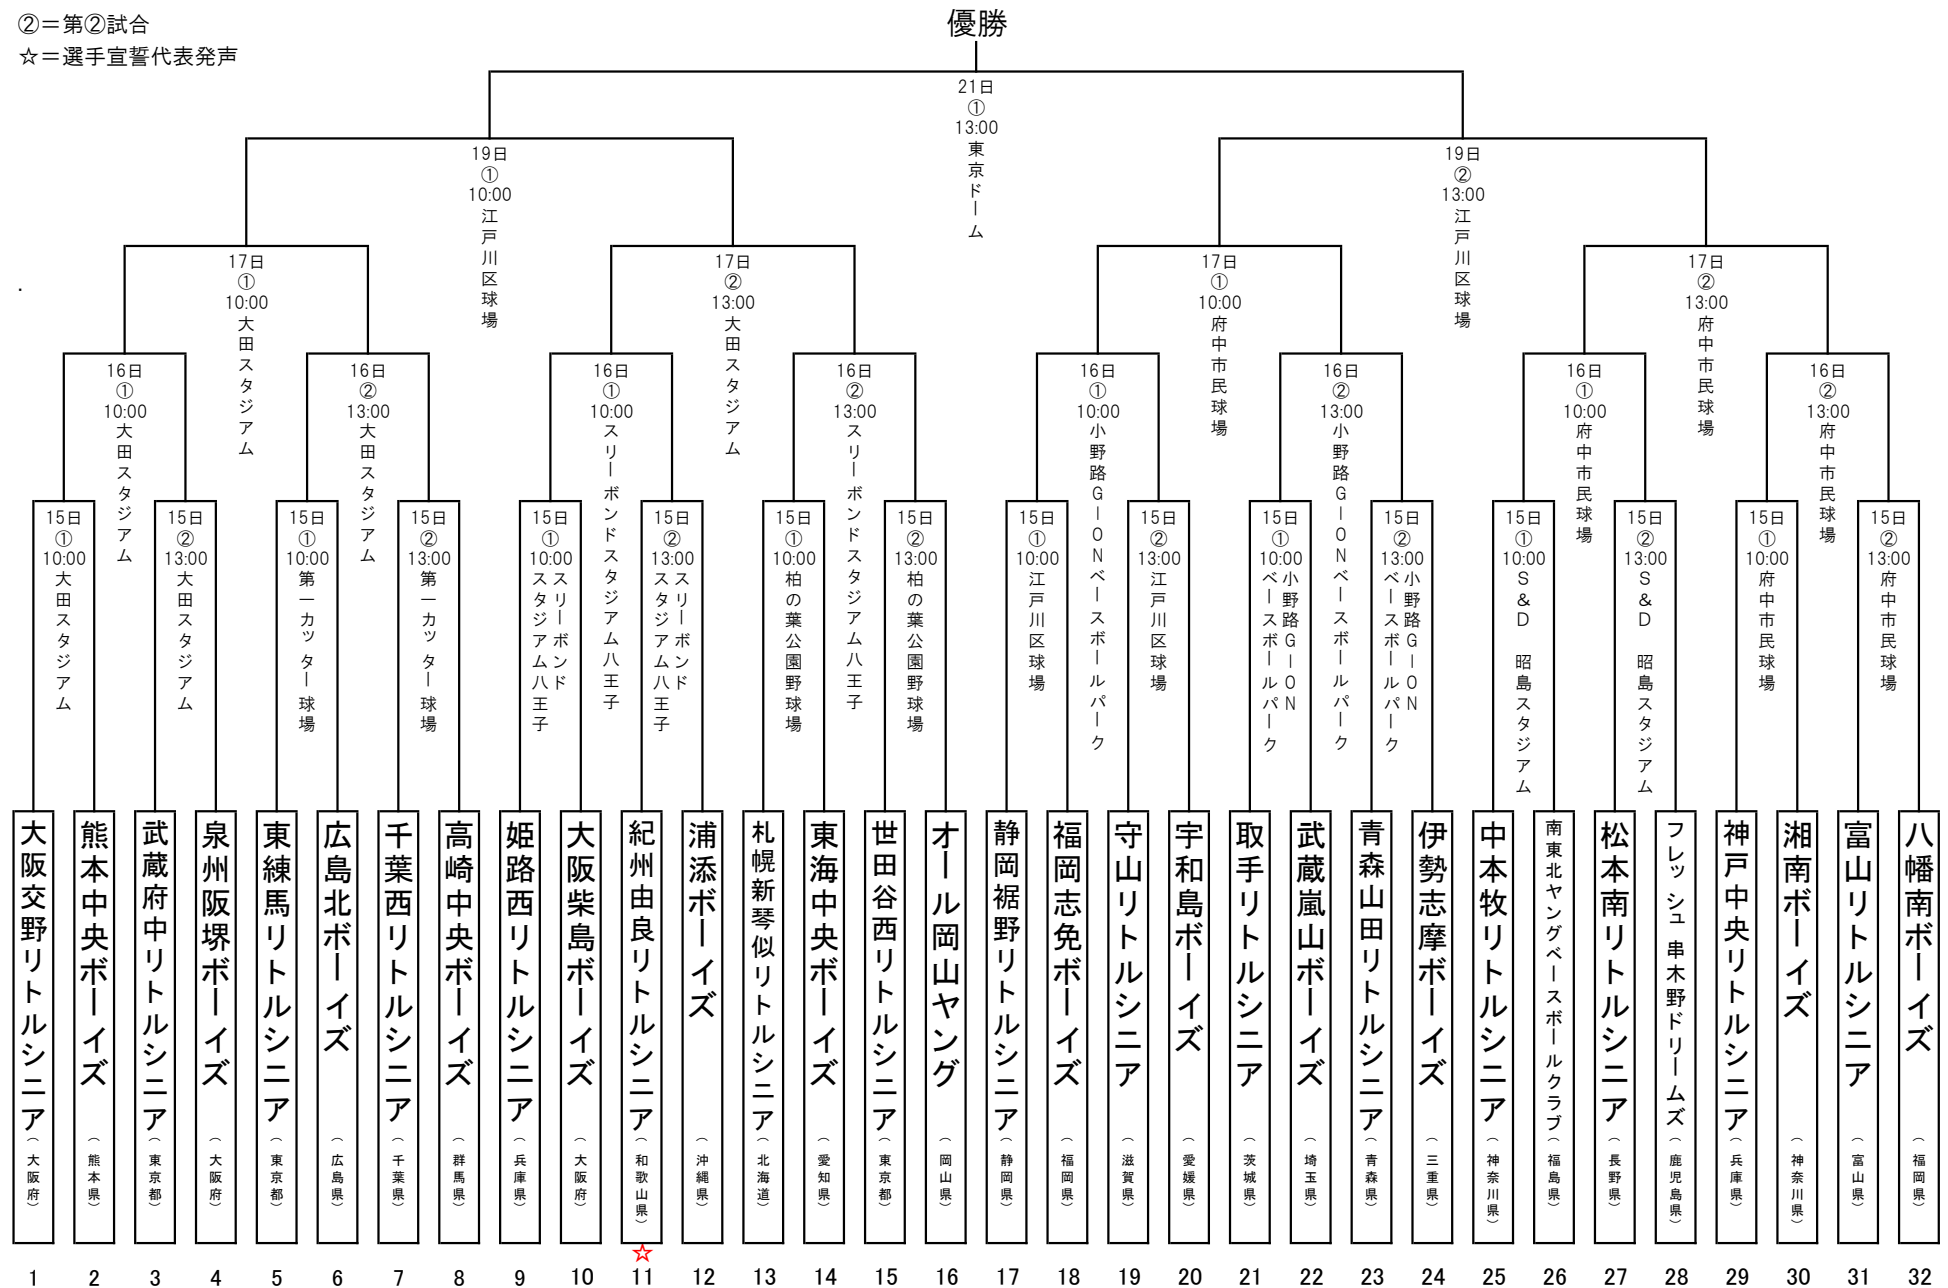 ②＝第②試合
☆＝選手宣誓代表発声
優勝
21日
①
13:00
東京ドーム
19日
①
10:00
江戸川区球場
19日
②
13:00
江戸川区球場
17日
①
10:00
大田スタジアム
17日
②
13:00
大田スタジアム
17日
①
10:00
府中市民球場
17日
②
13:00
府中市民球場
16日
①
10:00
大田スタジアム
16日
②
13:00
大田スタジアム
16日
①
10:00
スリーボンドスタジアム八王子
16日
②
13:00
スリーボンドスタジアム八王子
16日
①
10:00
小野路GIONベースボールパーク
16日
②
13:00
小野路GIONベースボールパーク
16日
①
10:00
府中市民球場
16日
②
13:00
府中市民球場
15日
①
10:00
大田スタジアム
15日
②
13:00
大田スタジアム
15日
①
10:00
第一カッター球場
15日
②
13:00
第一カッター球場
15日
①
10:00
スリーボンド
スタジアム八王子
15日
②
13:00
スリーボンド
スタジアム八王子
15日
①
10:00
柏の葉公園野球場
15日
②
13:00
柏の葉公園野球場
15日
①
10:00
江戸川区球場
15日
②
13:00
江戸川区球場
15日
①
10:00
小野路GION
ベースボールパーク
15日
②
13:00
小野路GION
ベースボールパーク
15日
①
10:00
S&D 昭島スタジアム
15日
②
13:00
S&D 昭島スタジアム
15日
①
10:00
府中市民球場
15日
②
13:00
府中市民球場
大阪交野リトルシニア（大阪府）
熊本中央ボーイズ（熊本県）
武蔵府中リトルシニア（東京都）
泉州阪堺ボーイズ（大阪府）
東練馬リトルシニア（東京都）
広島北ボーイズ（広島県）
千葉西リトルシニア（千葉県）
高崎中央ボーイズ（群馬県）
姫路西リトルシニア（兵庫県）
大阪柴島ボーイズ（大阪府）
紀州由良リトルシニア（和歌山県）
浦添ボーイズ（沖縄県）
札幌新琴似リトルシニア（北海道）
東海中央ボーイズ（愛知県）
世田谷西リトルシニア（東京都）
オール岡山ヤング（岡山県）
静岡裾野リトルシニア（静岡県）
福岡志免ボーイズ（福岡県）
守山リトルシニア（滋賀県）
宇和島ボーイズ（愛媛県）
取手リトルシニア（茨城県）
武蔵嵐山ボーイズ（埼玉県）
青森山田リトルシニア（青森県）
伊勢志摩ボーイズ（三重県）
中本牧リトルシニア（神奈川県）
南東北ヤングベースボールクラブ（福島県）
松本南リトルシニア（長野県）
フレッシュ串木野ドリームズ（鹿児島県）
神戸中央リトルシニア（兵庫県）
湘南ボーイズ（神奈川県）
富山リトルシニア（富山県）
八幡南ボーイズ（福岡県）
☆
1 2 3 4 5 6 7 8 9 10 11 12 13 14 15 16 17 18 19 20 21 22 23 24 25 26 27 28 29 30 31 32